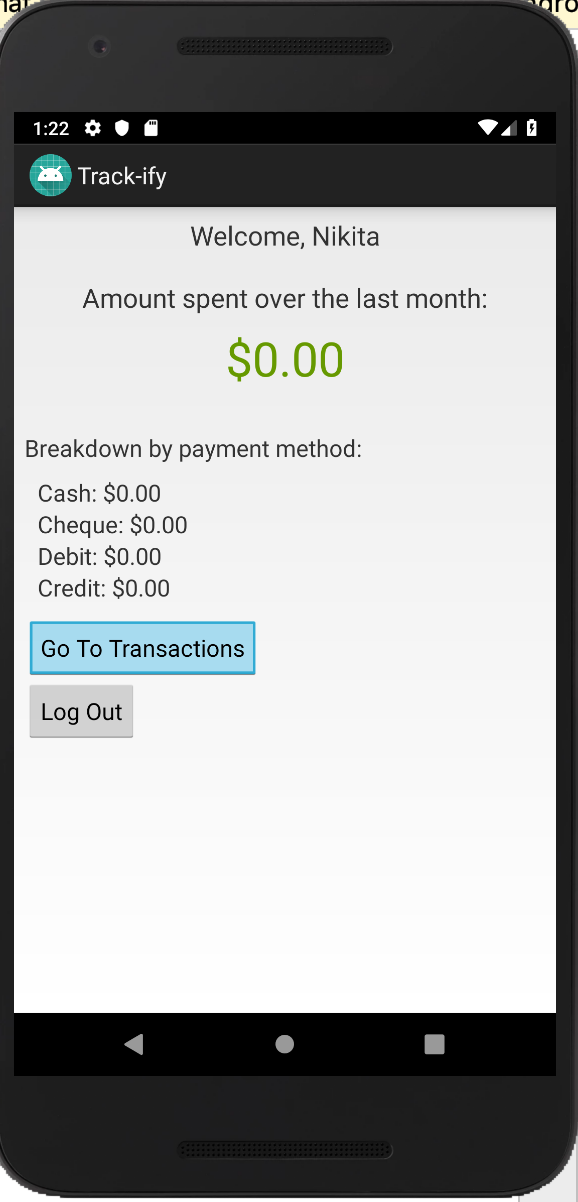 1:22
Track-ify
Welcome, Nikita
Amount spent over the last month:
$0.00
Breakdown by payment method:
Cash: $0.00
Cheque: $0.00
Debit: $0.00
Credit: $0.00
Go To Transactions
Log Out